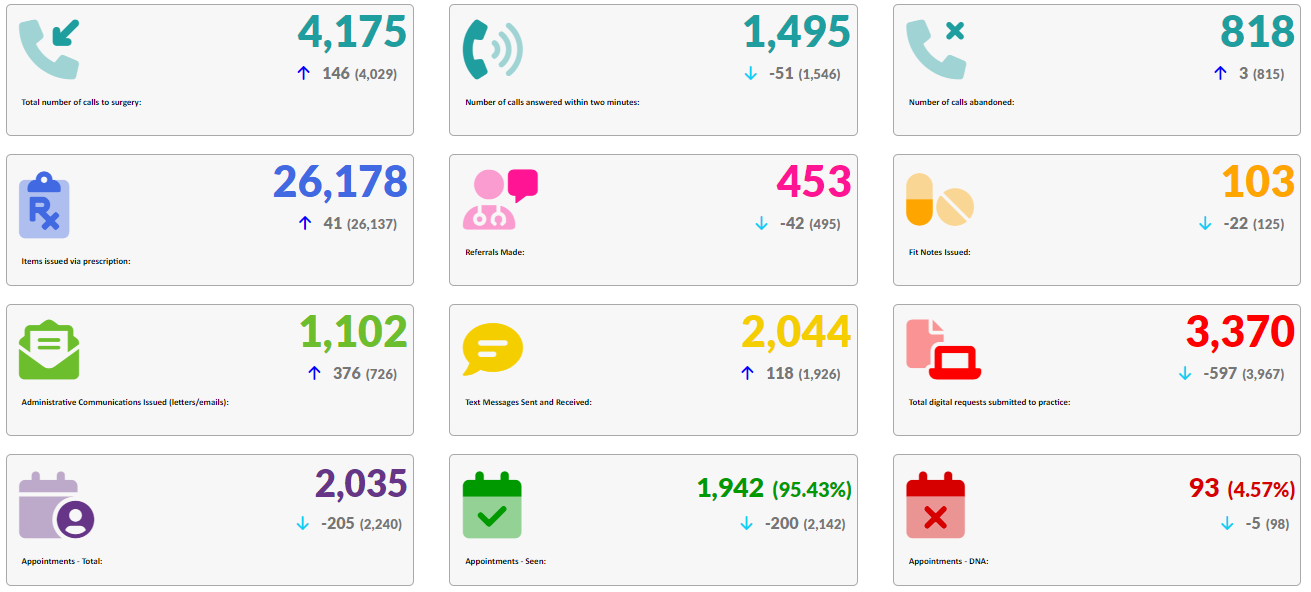 4,175
146 (4,029)
Total number of calls to surgery:
1,495
-51 (1,546)
Number of calls answered within two minutes:
818
3 (815)
Number of calls abandoned:
26,178
41 (26,137)
Items issued via prescription:
453
-42 (495)
Referrals Made:
103
-22 (125)
Fit Notes Issued:
1,102
376 (726)
Administrative Communications Issued (letters/emails):
2,044
118 (1,926)
Text Messages Sent and Received:
3,370
-597 (3,967)
Total digital requests submitted to practice:
2,035
-205 (2,240)
Appointments - Total:
1,942 (95.43%)
-200 (2,142)
Appointments - Seen:
93 (4.57%)
-5 (98)
Appointments - DNA: